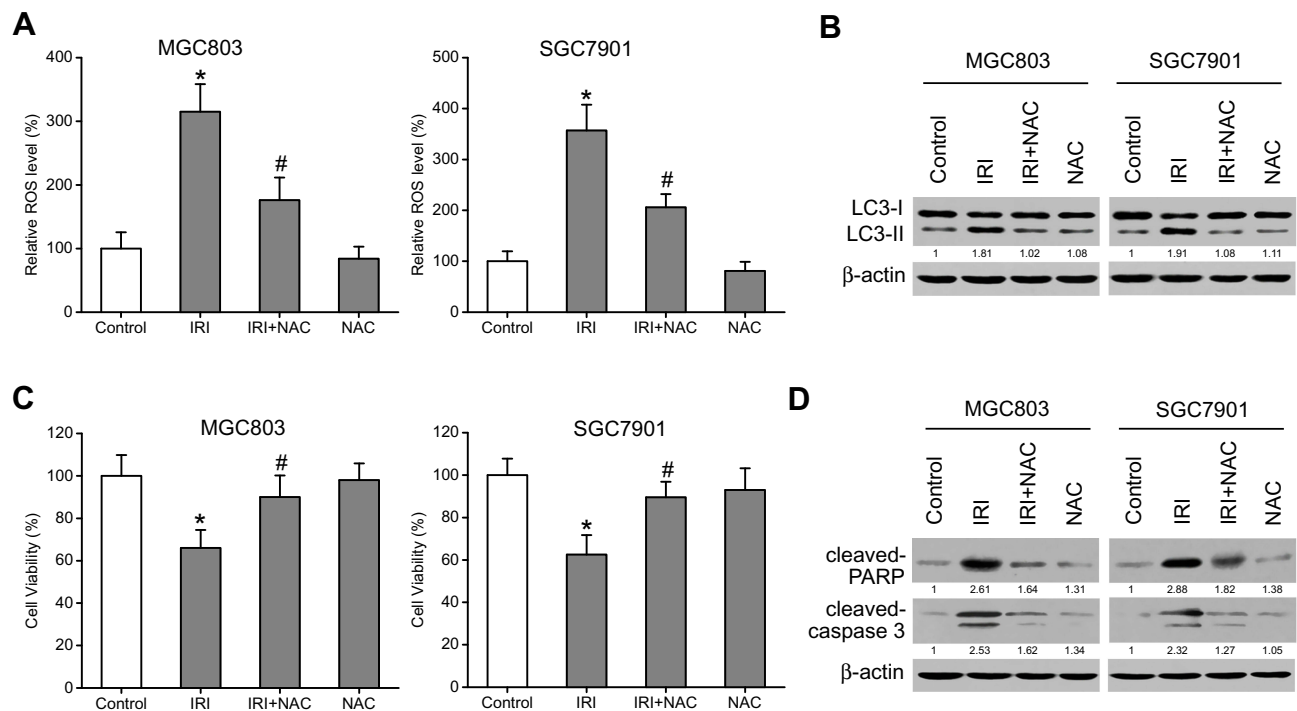 A
MGC803
Relative ROS level (%)
400
300
200
100
0
*
#
Control IRI IRI+NAC NAC
SGC7901
Relative ROS level (%)
500
400
300
200
100
0
*
#
Control IRI IRI+NAC NAC
B
MGC803 SGC7901
Control IRI IRI+NAC NAC Control IRI IRI+NAC NAC
LC3-I
LC3-II
1 1.81 1.02 1.08 1 1.91 1.08 1.11
β-actin
C
MGC803
Cell Viability (%)
120
100
80
60
40
20
0
*
#
Control IRI IRI+NAC NAC
SGC7901
Cell Viability (%)
120
100
80
60
40
20
0
*
#
Control IRI IRI+NAC NAC
D
MGC803 SGC7901
Control IRI IRI+NAC NAC Control IRI IRI+NAC NAC
cleaved-
PARP
1 2.61 1.64 1.31 1 2.88 1.82 1.38
cleaved-
caspase 3
1 2.53 1.62 1.34 1 2.32 1.27 1.05
β-actin